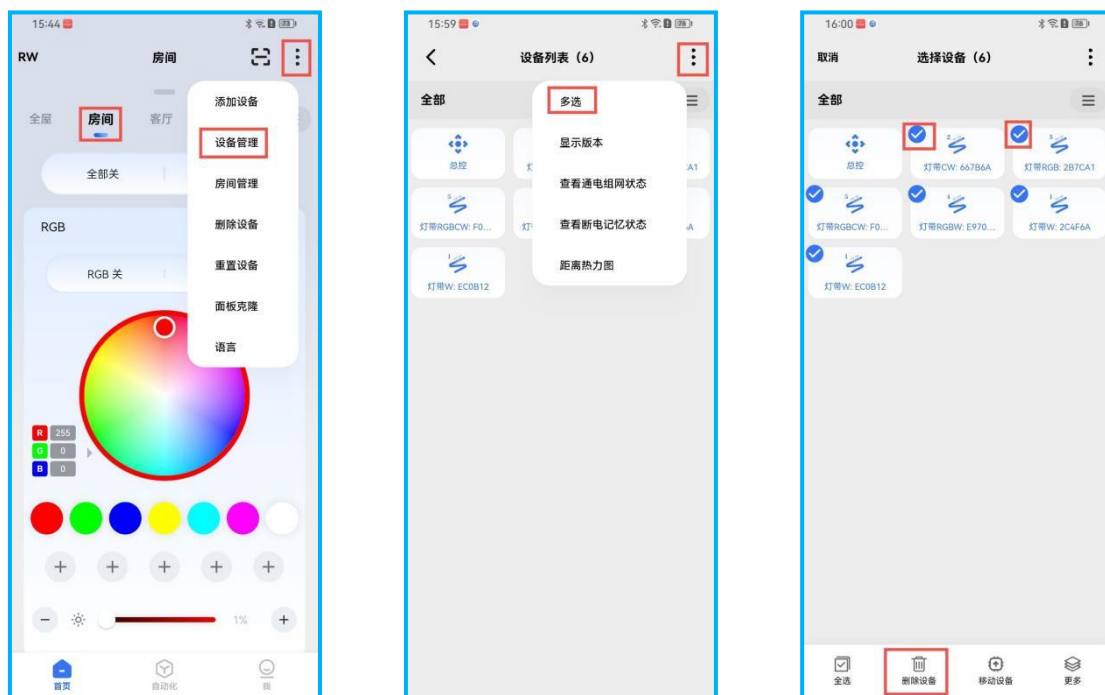 15:44
RW
房间
添加设备
全屋
房间
客厅
设备管理
全部关
房间管理
RGB
删除设备
RGB 关
重置设备
面板克隆
语言
R 255
G 0
B 0
1%
首页
自动化
我
15:59
设备列表（6）
全部
多选
显示版本
总控
查看通电组网状态
灯带RGBCW: F0...
查看断电记忆状态
距离热力图
灯带W: EC0B12
16:00
取消
选择设备（6）
全部
总控
灯带CW: 667B6A
灯带RGB: 2B7CA1
灯带RGBCW: F0...
灯带RGBW: E970...
灯带W: 2C4F6A
灯带W: EC0B12
全选
删除设备
移动设备
更多